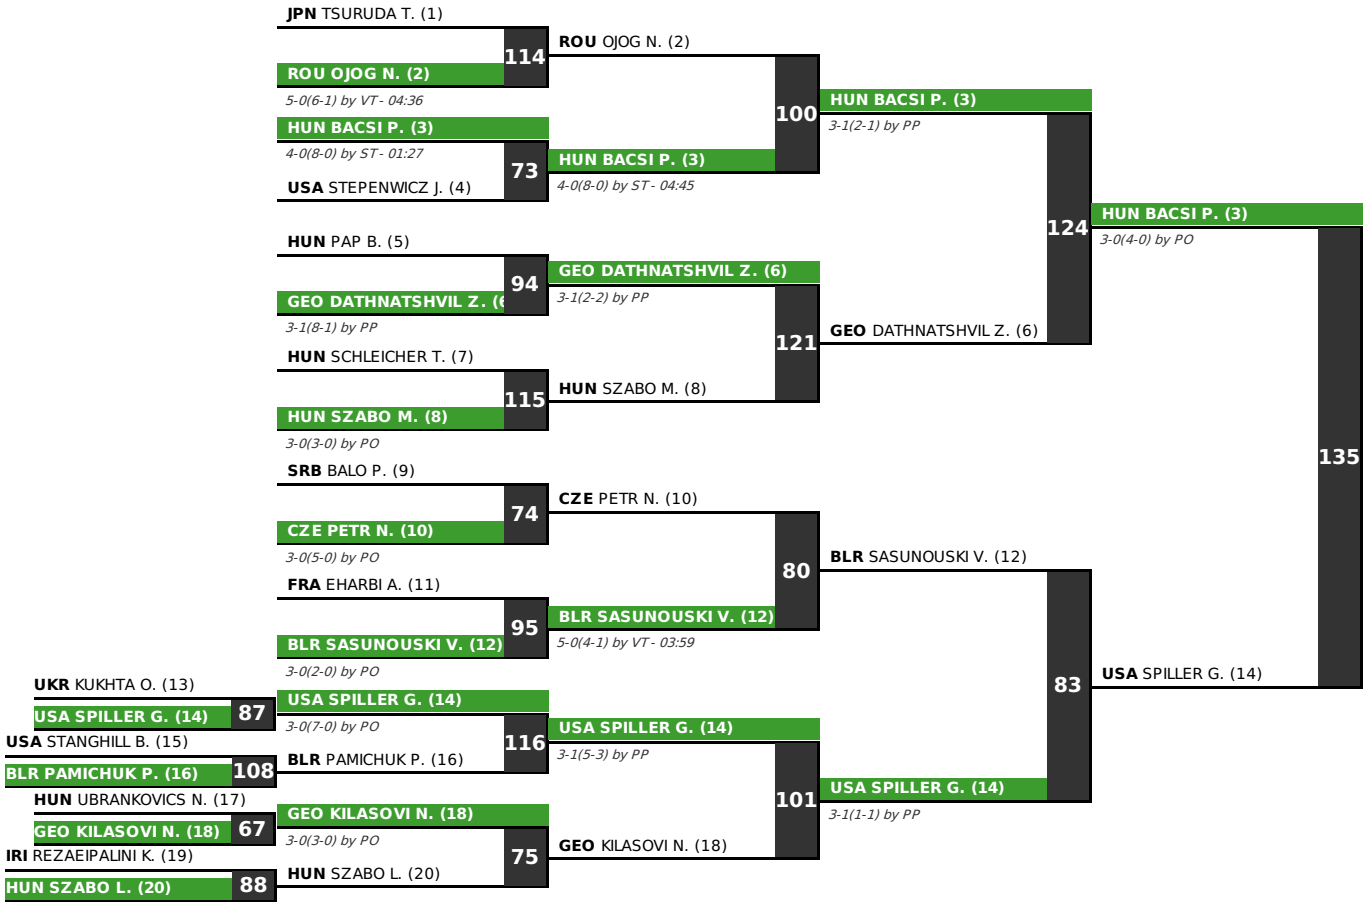 JPN TSURUDA T. (1)
114
ROU OJOG N. (2)
5-0(6-1) by VT - 04:36
HUN BACSI P. (3)
4-0(8-0) by ST - 01:27
73
USA STEPENWICZ J. (4)
HUN PAP B. (5)
94
GEO DATHNATSHVIL Z. (6
3-1(8-1) by PP
HUN SCHLEICHER T. (7)
115
HUN SZABO M. (8)
3-0(3-0) by PO
SRB BALO P. (9)
74
CZE PETR N. (10)
3-0(5-0) by PO
FRA EHARBI A. (11)
95
BLR SASUNOUSKI V. (12)
3-0(2-0) by PO
UKR KUKHTA O. (13)
USA SPILLER G. (14)
87
USA STANGHILL B. (15)
BLR PAMICHUK P. (16)
108
HUN UBRANKOVICS N. (17)
GEO KILASOVI N. (18)
67
IRI REZAEIPALINI K. (19)
HUN SZABO L. (20)
88
USA SPILLER G. (14)
3-0(7-0) by PO
116
BLR PAMICHUK P. (16)
GEO KILASOVI N. (18)
3-0(3-0) by PO
75
HUN SZABO L. (20)
ROU OJOG N. (2)
100
HUN BACSI P. (3)
4-0(8-0) by ST - 04:45
GEO DATHNATSHVIL Z. (6)
3-1(2-2) by PP
121
HUN SZABO M. (8)
CZE PETR N. (10)
80
BLR SASUNOUSKI V. (12)
5-0(4-1) by VT - 03:59
USA SPILLER G. (14)
3-1(5-3) by PP
101
GEO KILASOVI N. (18)
HUN BACSI P. (3)
3-1(2-1) by PP
124
GEO DATHNATSHVIL Z. (6)
BLR SASUNOUSKI V. (12)
83
USA SPILLER G. (14)
3-1(1-1) by PP
HUN BACSI P. (3)
3-0(4-0) by PO
135
USA SPILLER G. (14)